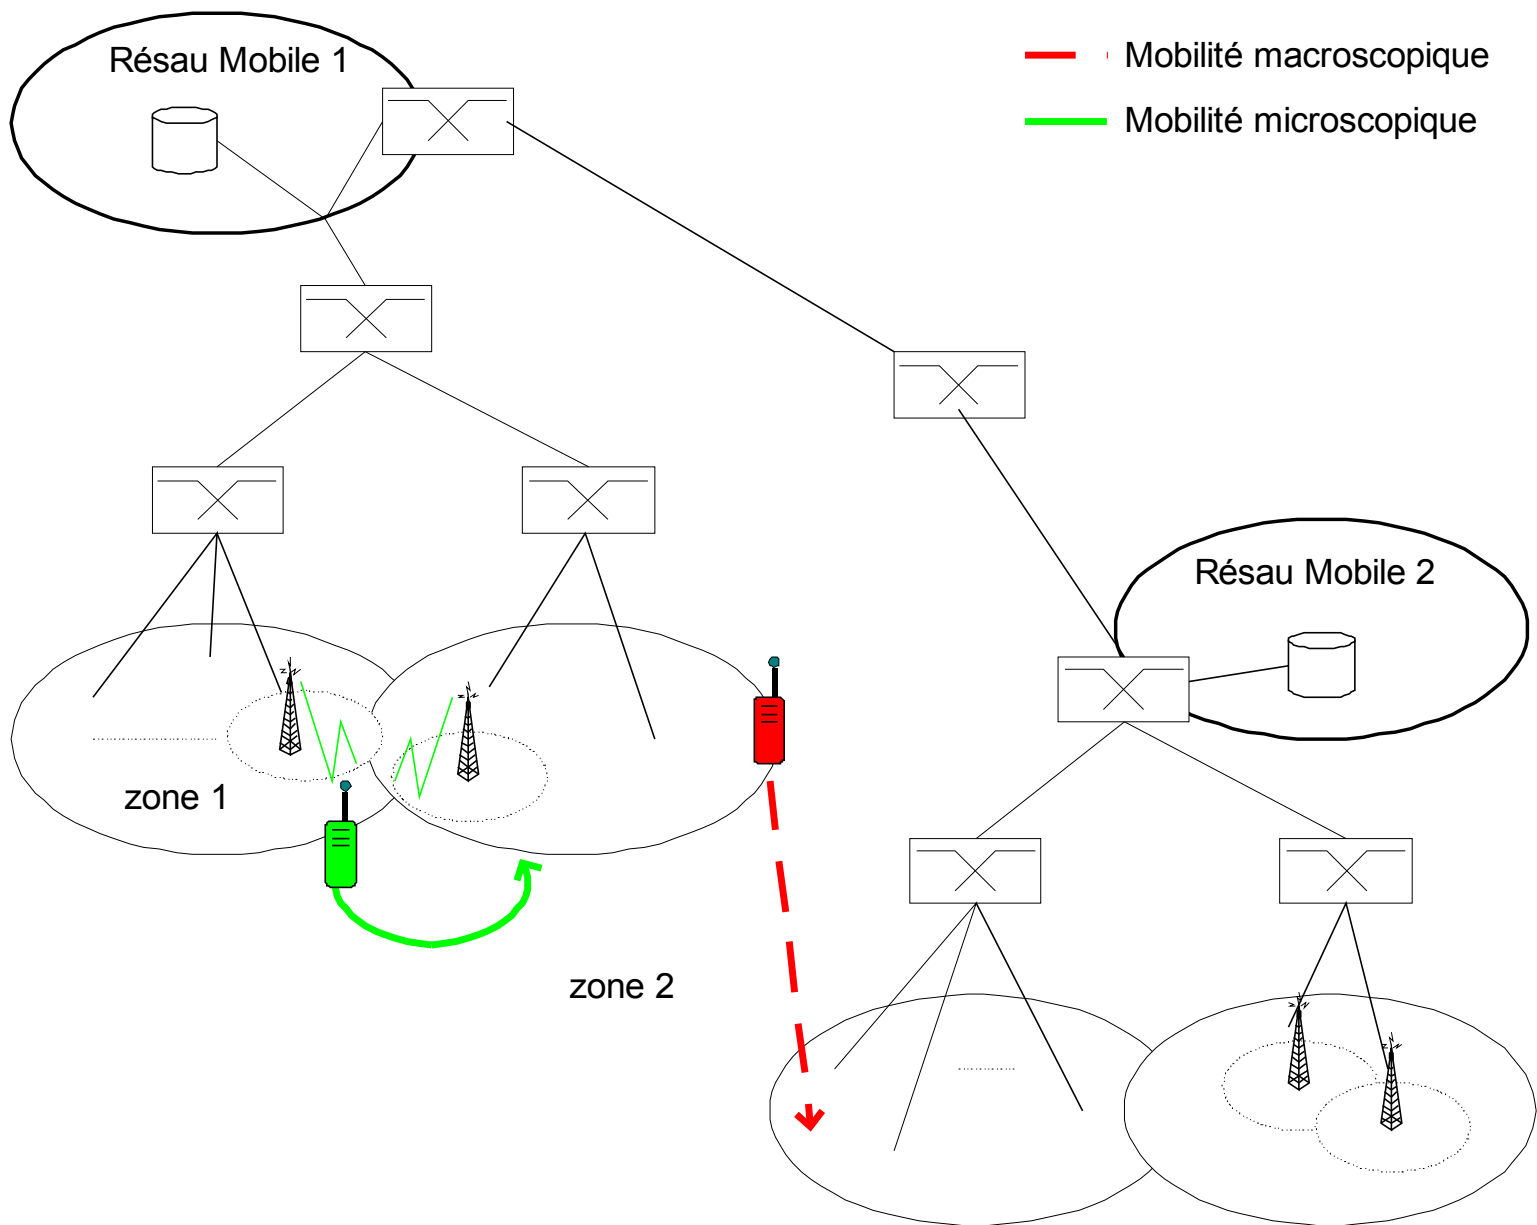 Résau Mobile 1
Mobilité macroscopique
Mobilité microscopique
Résau Mobile 2
zone 1
zone 2